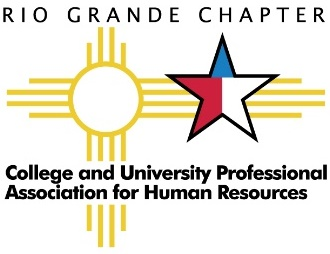 RIO GRANDE CHAPTER
College and University Professional
Association for Human Resources